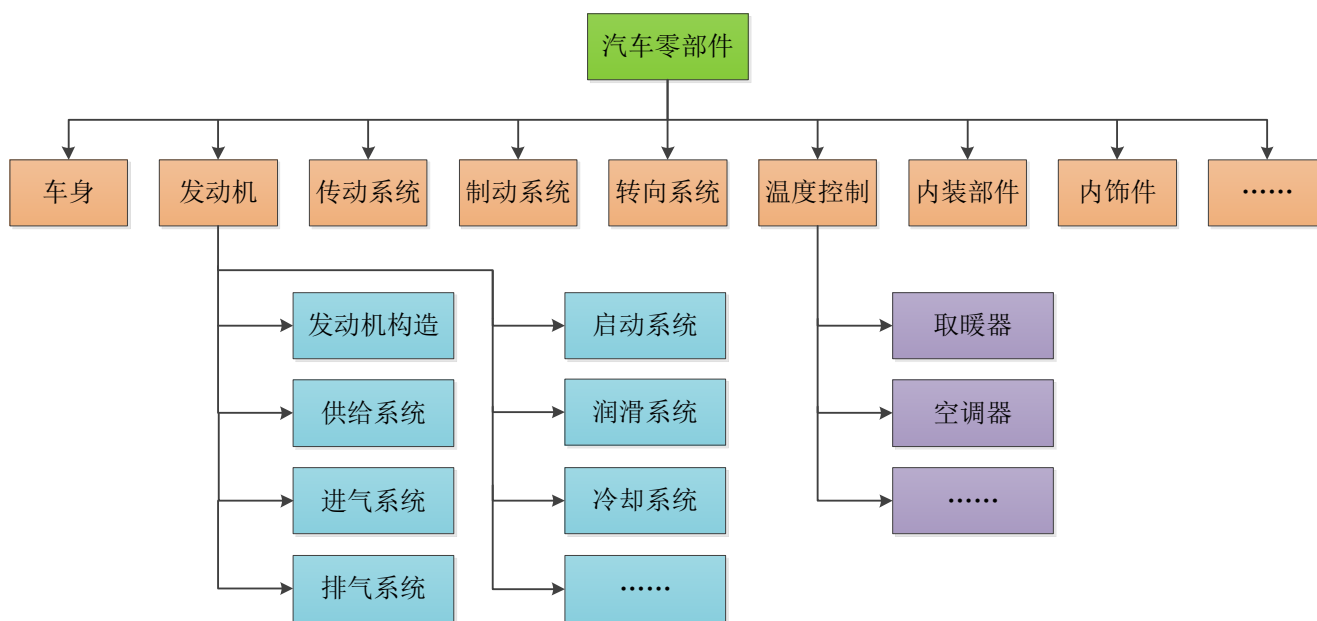 汽车零部件
车身
发动机
传动系统
制动系统
转向系统
温度控制
内装部件
内饰件
……
发动机构造
启动系统
取暖器
供给系统
润滑系统
空调器
进气系统
冷却系统
……
排气系统
……